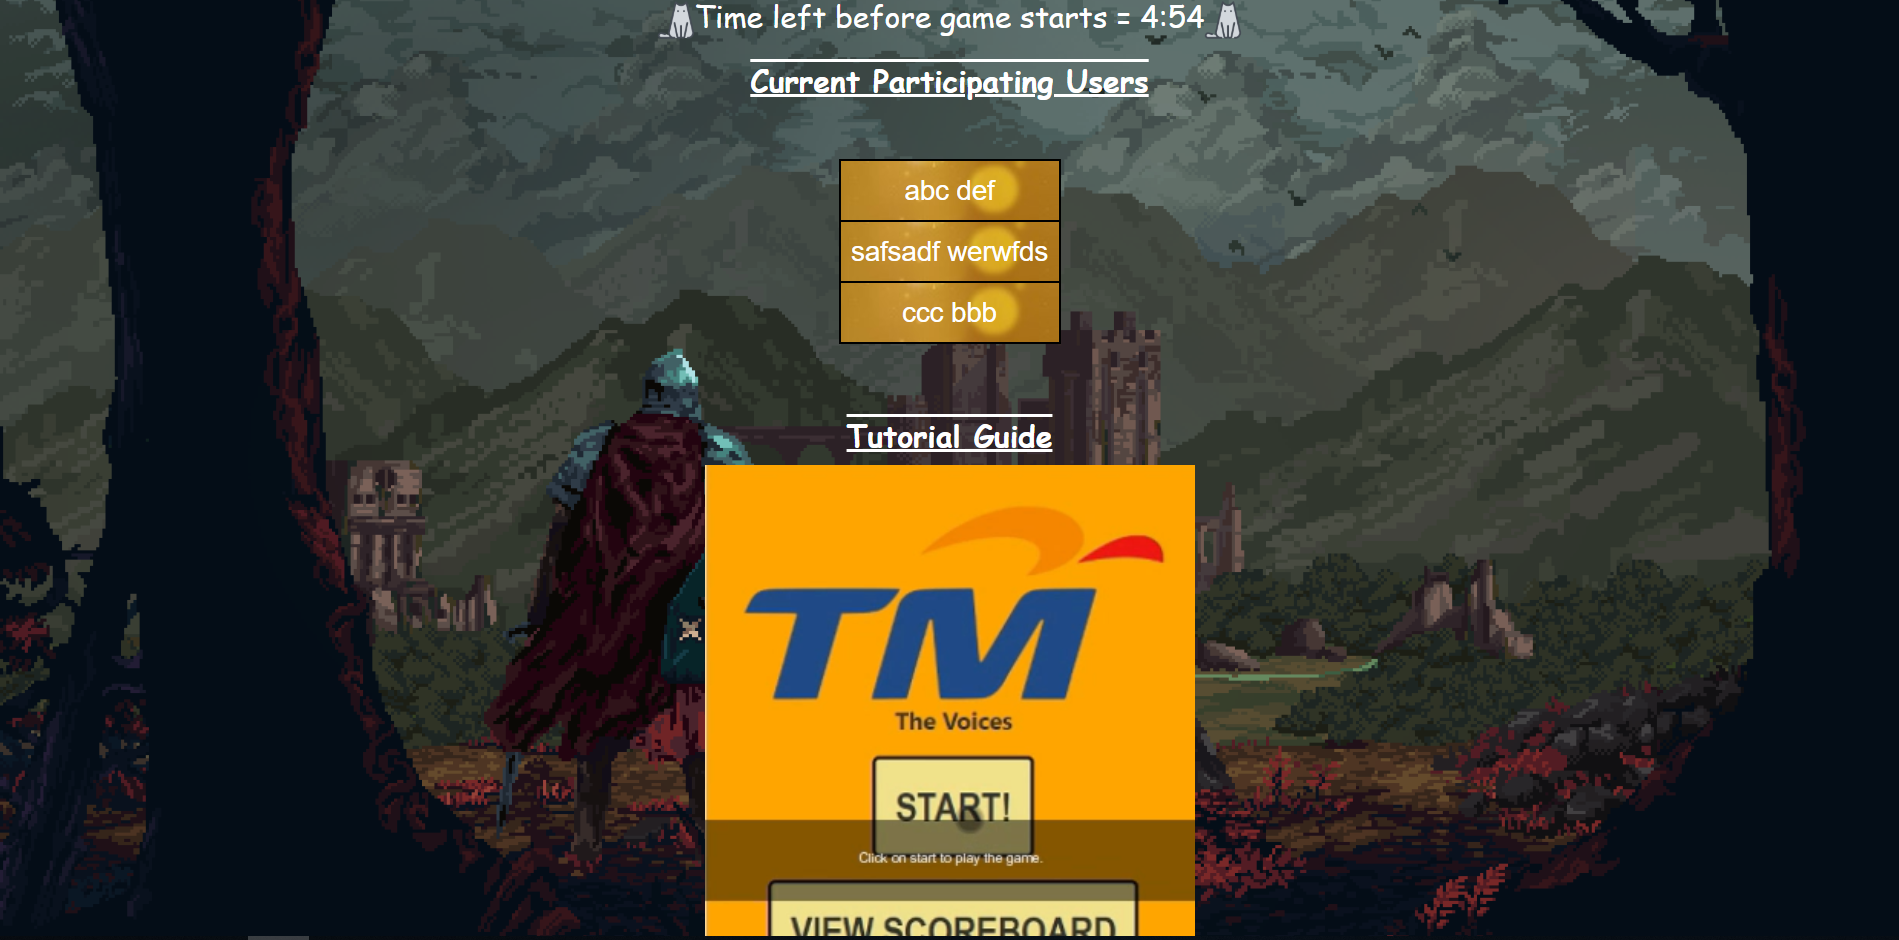 Time left before game starts = 4:54
Current Participating Users
abc def
safsadf werwfds
ccc bbb
Tutorial Guide
TM
The Voices
START!
Click on start to play the game.
VIEW SCOREBOARD